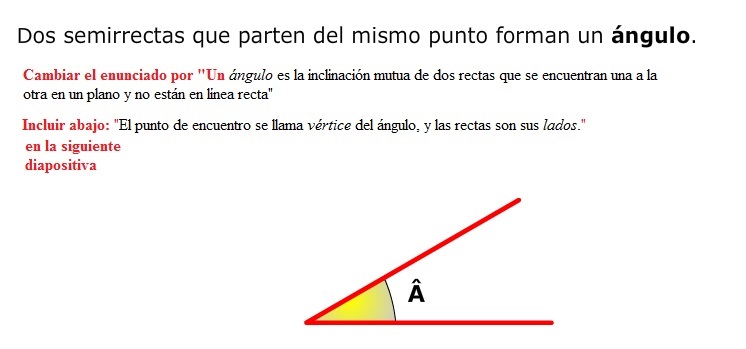 Dos semirrectas que parten del mismo punto forman un ángulo.
Cambiar el enunciado por "Un ángulo es la inclinación mutua de dos rectas que se encuentran una a la
otra en un plano y no están en línea recta"
Incluir abajo: "El punto de encuentro se llama vértice del ángulo, y las rectas son sus lados."
en la siguiente
diapositiva
Â